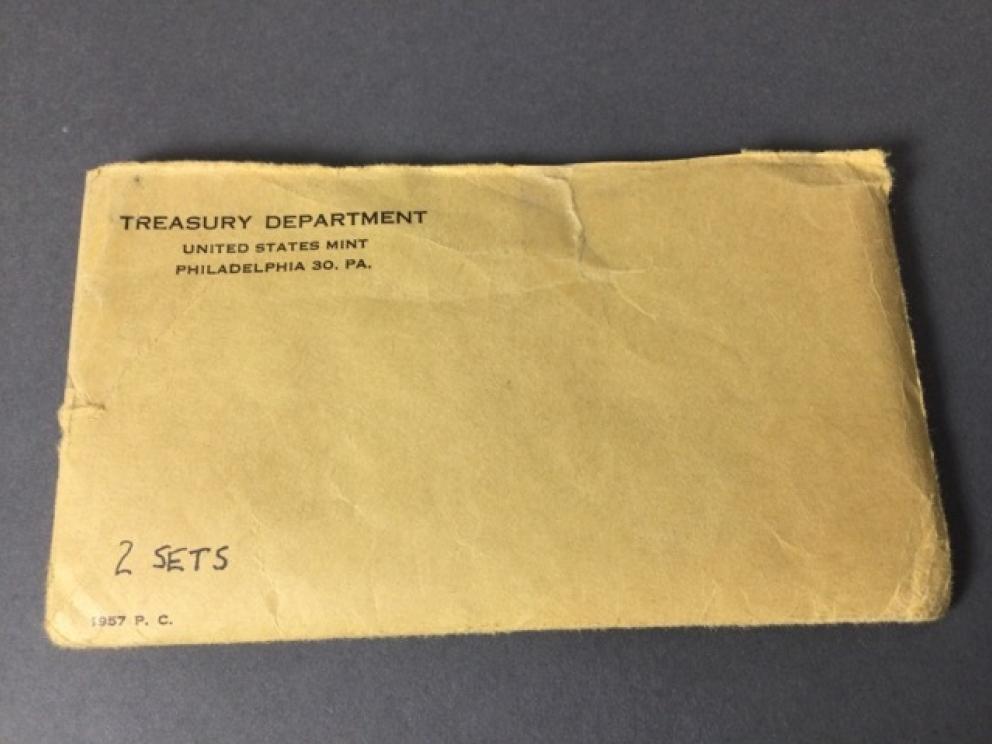 TREASURY DEPARTMENT
UNITED STATES MINT
PHILADELPHIA 30, PA.
2 SETS
1957 P. C.